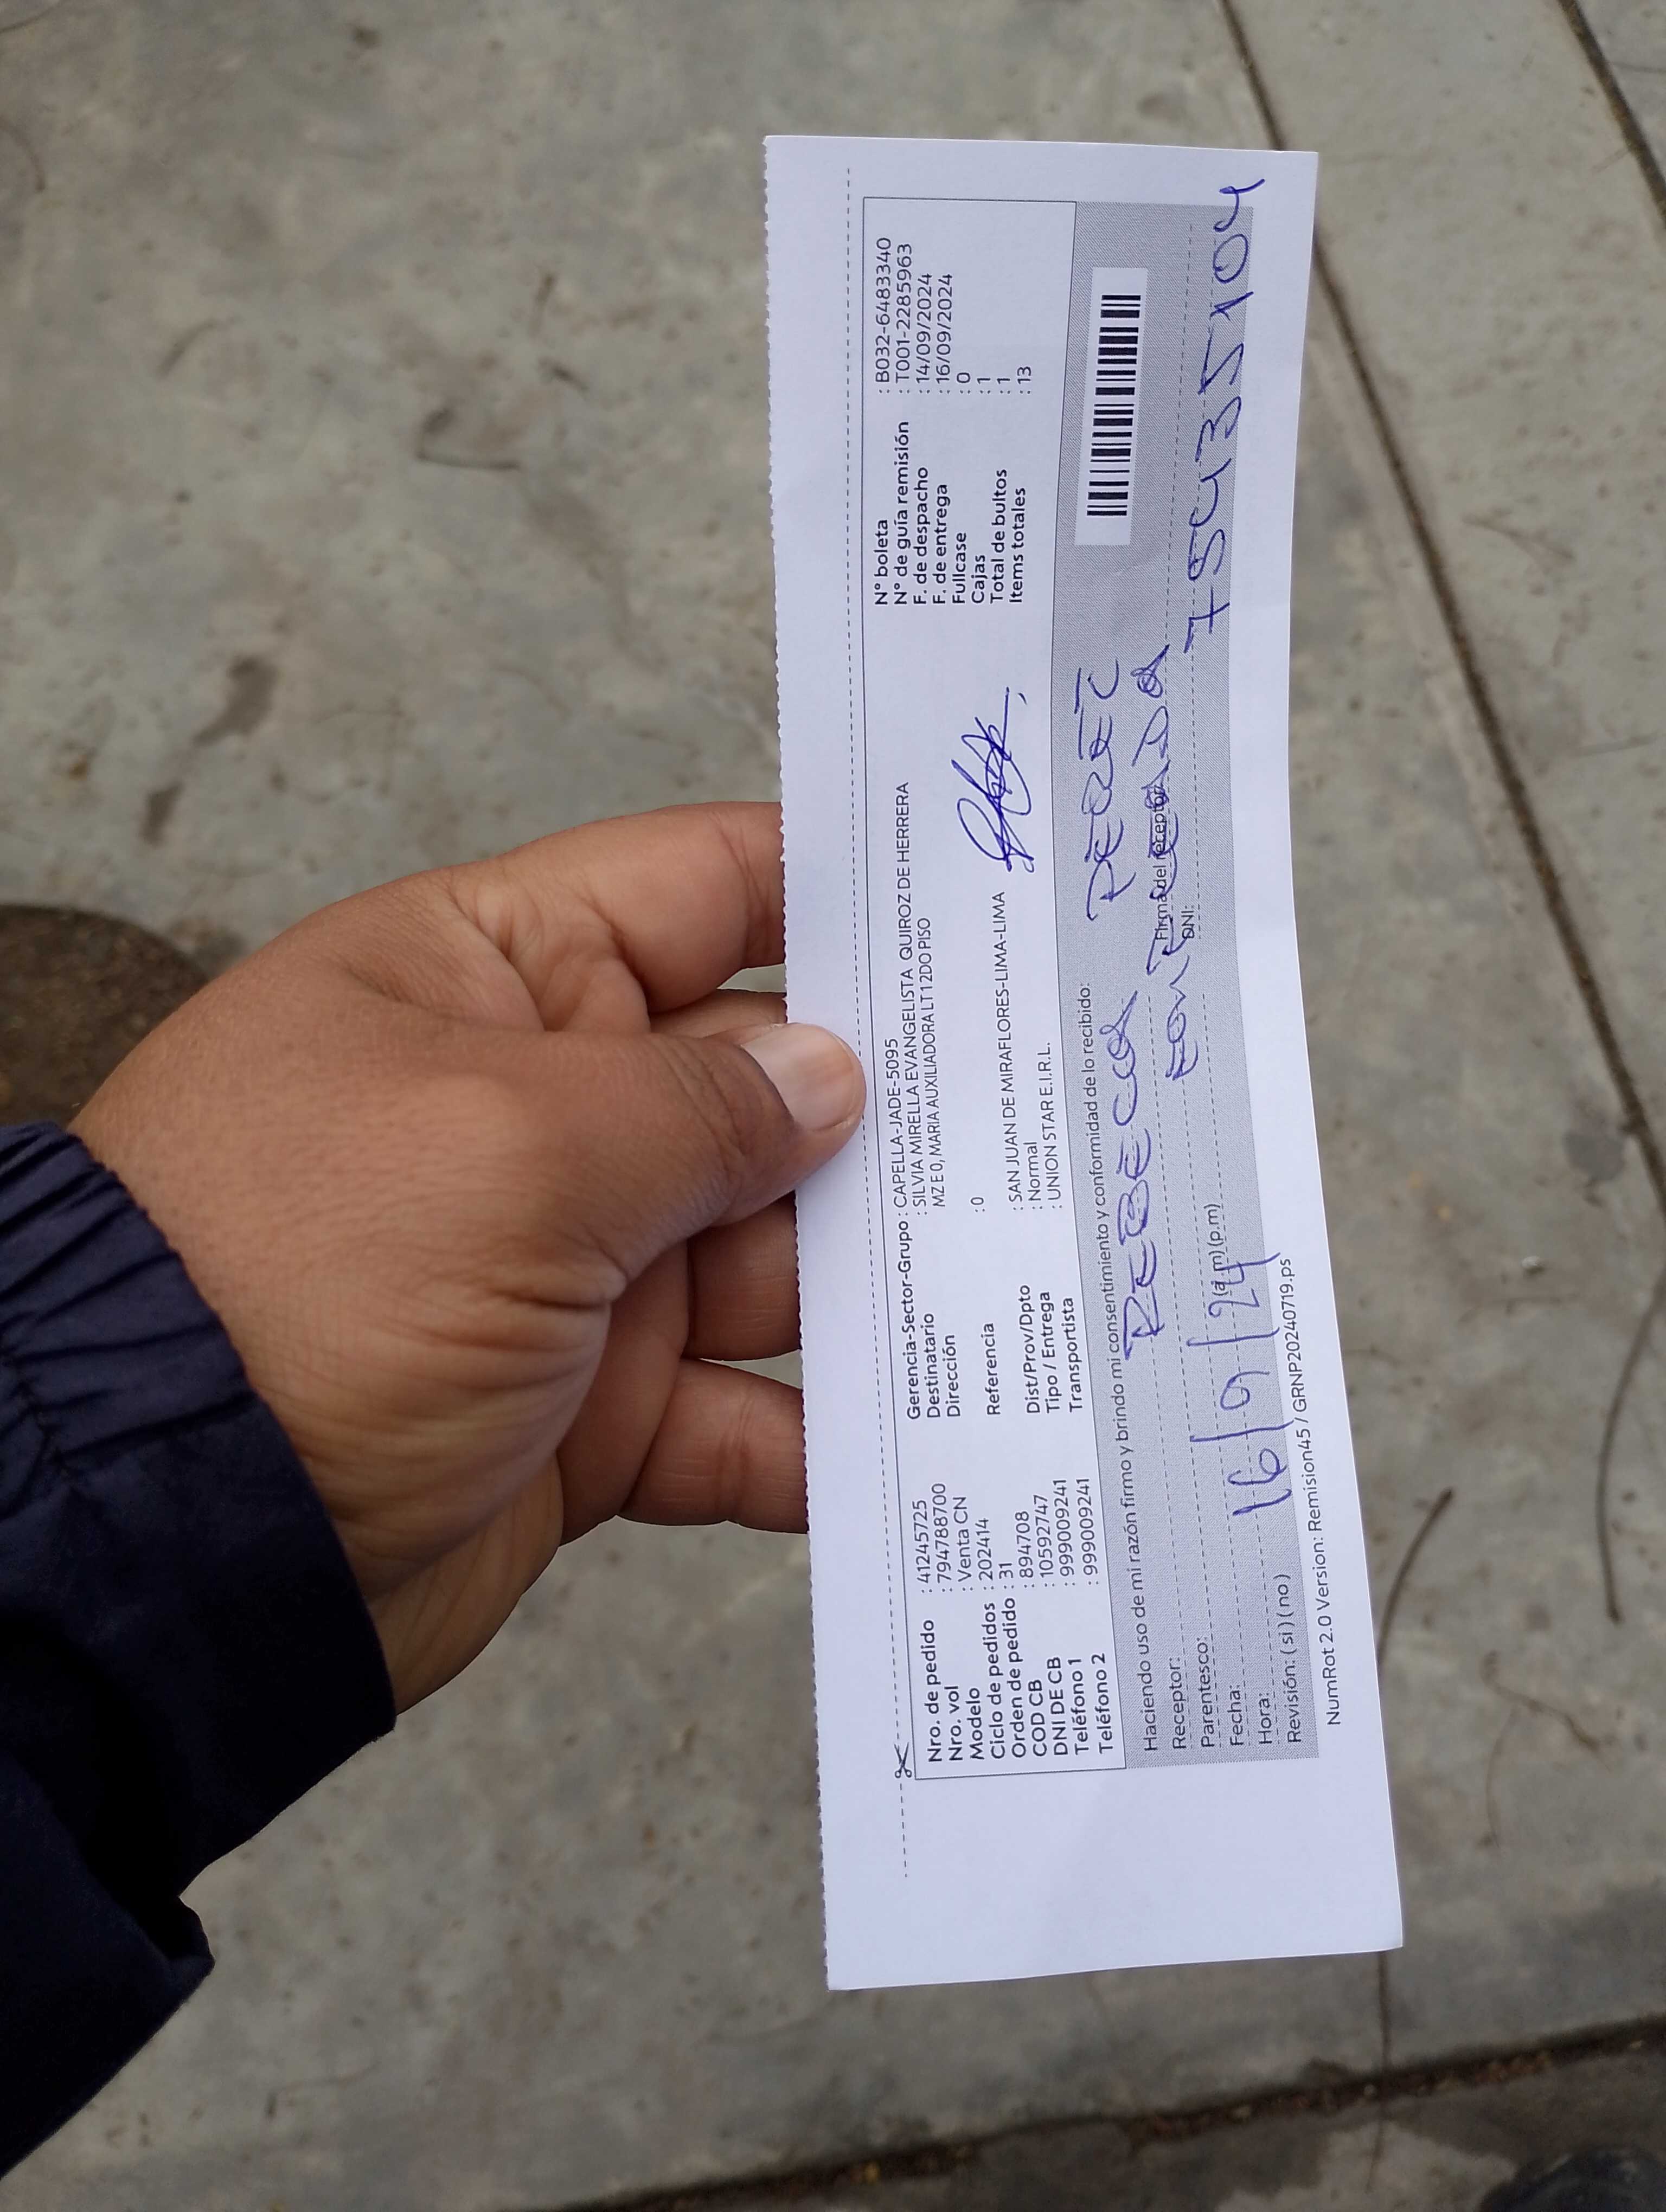 Nro. de pedido : 41245725
Nro. vol : 794788700
Modelo : Venta CN
Ciclo de pedidos : 202414
Orden de pedido : 31
COD CB : 894708
DNI DE CB : 10592747
Teléfono 1 : 999009241
Teléfono 2 : 999009241
Gerencia-Sector-Grupo : CAPELLA-JADE-5095
Destinatario : SILVIA MIRELLA EVANGELISTA QUIROZ DE HERRERA
Dirección MZ E 0, MARIA AUXILIADORA LT 1 2DO PISO
Referencia : 0
Dist/Prov/Dpto : SAN JUAN DE MIRAFLORES-LIMA-LIMA
Tipo / Entrega : Normal
Transportista : UNION STAR E.I.R.L.
N° boleta : B032-6483340
N° de guía remisión : T001-2285963
F. de despacho : 14/09/2024
F. de entrega : 16/09/2024
Fullcase : 0
Cajas : 1
Total de bultos : 1
Items totales : 13
Haciendo uso de mi razón firmo y brindo mi consentimiento y conformidad de lo recibido:
Receptor: REBECA PEREZ
Parentesco:
Fecha: 16/9/24
Hora: (a.m) (p.m)
Revisión: ( si ) ( no )
Firma del receptor
DNI: 75435104
NumRot 2.0 Version: Remision45 / GRNP20240719.ps